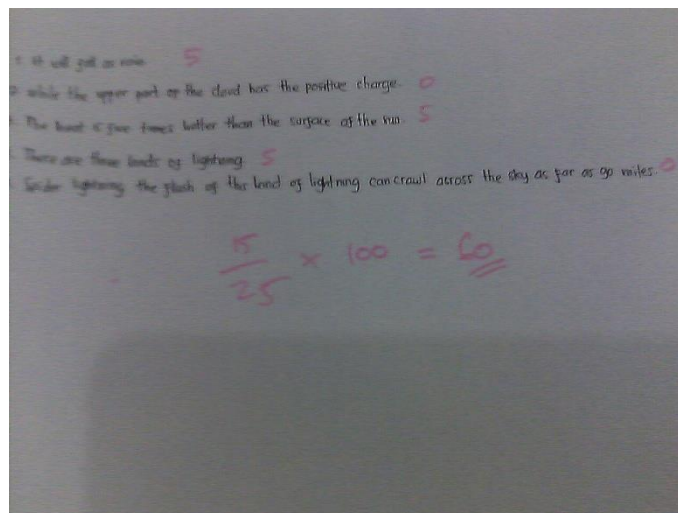 it will fall as rain 5
while the upper part of the cloud has the positive charge. 0
The heat is five times hotter than the surface of the sun. 5
There are three kinds of lightning. 5
Spider lightning the flash of this kind of lightning can crawl across the sky as far as 90 miles. 0
15
25
× 100 = 60